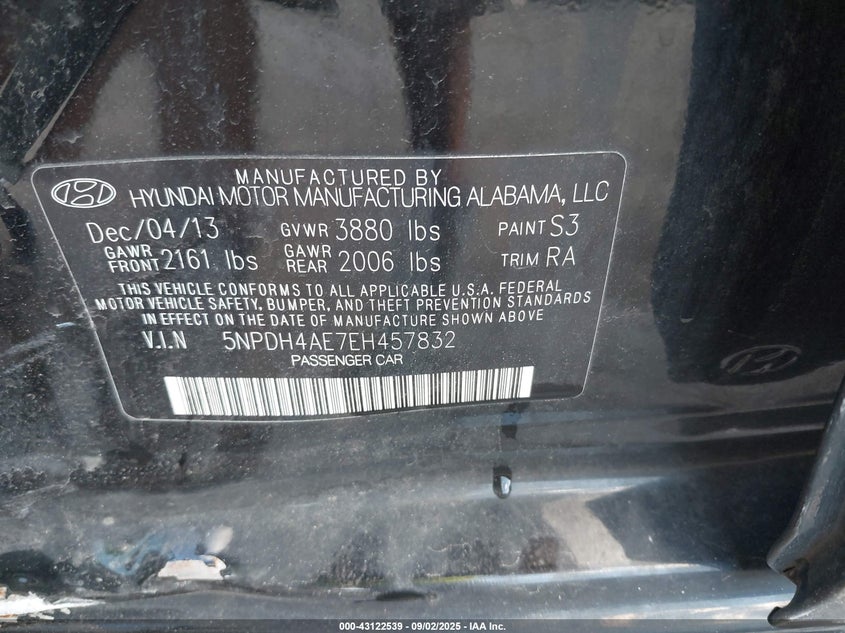 MANUFACTURED BY
HYUNDAI MOTOR MANUFACTURING ALABAMA, LLC
Dec/04/13 GVWR 3880 lbs PAINT S3
GAWR FRONT 2161 lbs GAWR REAR 2006 lbs TRIM RA
THIS VEHICLE CONFORMS TO ALL APPLICABLE U.S.A. FEDERAL
MOTOR VEHICLE SAFETY, BUMPER, AND THEFT PREVENTION STANDARDS
IN EFFECT ON THE DATE OF MANUFACTURE SHOWN ABOVE
V.I.N 5NPDH4AE7EH457832
PASSENGER CAR
000-43122539 - 09/02/2025 - IAA Inc.